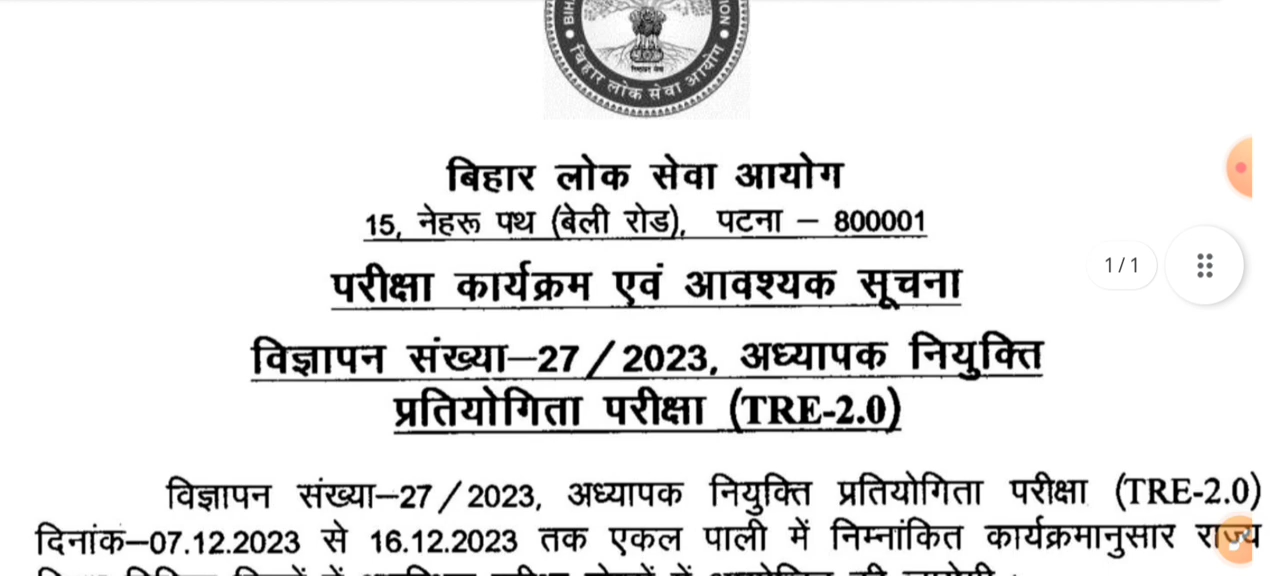 बिहार लोक सेवा आयोग
बिहार लोक सेवा आयोग
15, नेहरू पथ (बेली रोड), पटना – 800001
परीक्षा कार्यक्रम एवं आवश्यक सूचना
1/1
विज्ञापन संख्या–27/2023, अध्यापक नियुक्ति
प्रतियोगिता परीक्षा (TRE-2.0)
विज्ञापन संख्या–27/2023, अध्यापक नियुक्ति प्रतियोगिता परीक्षा (TRE-2.0)
दिनांक–07.12.2023 से 16.12.2023 तक एकल पाली में निम्नांकित कार्यक्रमानुसार राज्य